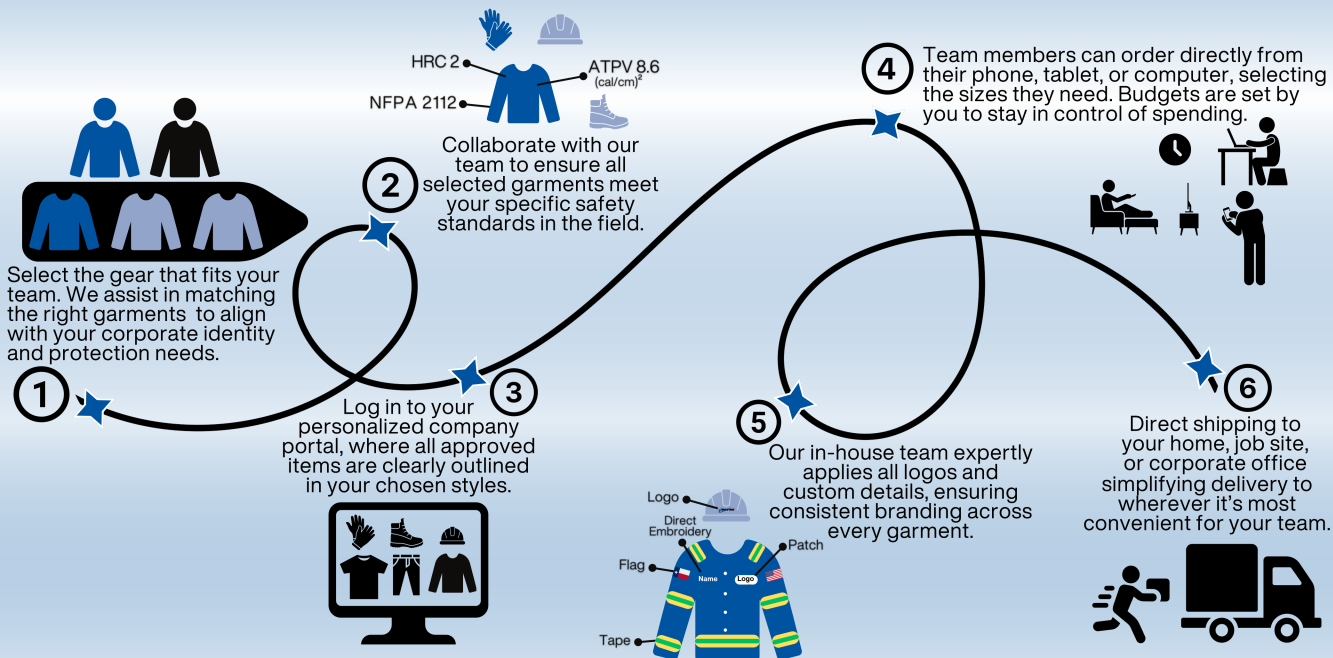 1
Select the gear that fits your
team. We assist in matching
the right garments to align
with your corporate identity
and protection needs.
2
HRC 2
ATPV 8.6
(cal/cm)²
NFPA 2112
Collaborate with our
team to ensure all
selected garments meet
your specific safety
standards in the field.
3
Log in to your
personalized company
portal, where all approved
items are clearly outlined
in your chosen styles.
4
Team members can order directly from
their phone, tablet, or computer, selecting
the sizes they need. Budgets are set by
you to stay in control of spending.
5
Our in-house team expertly
applies all logos and
custom details, ensuring
consistent branding across
every garment.
Logo
Direct
Embroidery
Patch
Flag
Name
Logo
Tape
6
Direct shipping to
your home, job site,
or corporate office
simplifying delivery to
wherever it's most
convenient for your team.